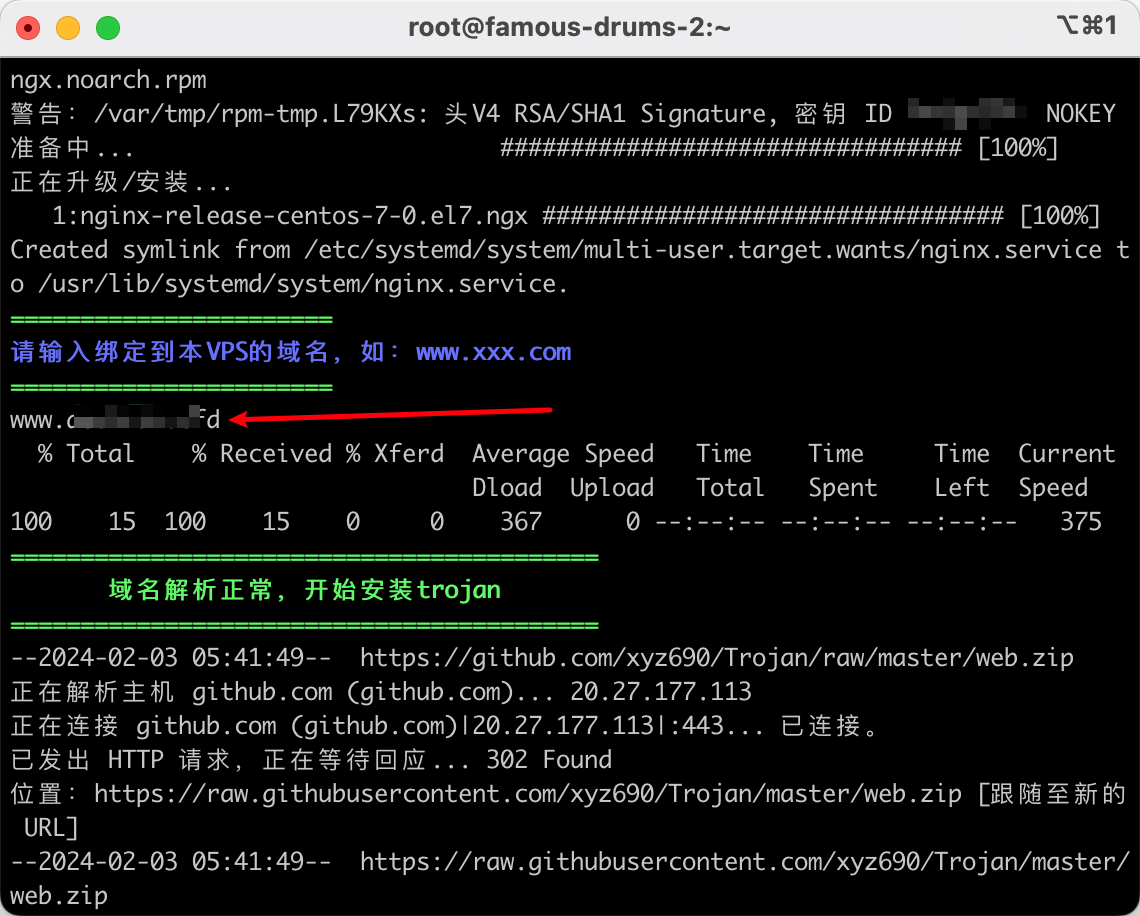 root@famous-drums-2:~
⌥⌘1
ngx.noarch.rpm
警告：/var/tmp/rpm-tmp.L79KXs: 头V4 RSA/SHA1 Signature, 密钥 ID NOKEY
准备中... ################################# [100%]
正在升级/安装...
1:nginx-release-centos-7-0.el7.ngx ################################# [100%]
Created symlink from /etc/systemd/system/multi-user.target.wants/nginx.service t
o /usr/lib/systemd/system/nginx.service.
=======================
请输入绑定到本VPS的域名，如：www.xxx.com
=======================
www.
% Total % Received % Xferd Average Speed Time Time Time Current
Dload Upload Total Spent Left Speed
100 15 100 15 0 0 367 0 --:--:-- --:--:-- --:--:-- 375
==========================================
域名解析正常，开始安装trojan
==========================================
--2024-02-03 05:41:49-- https://github.com/xyz690/Trojan/raw/master/web.zip
正在解析主机 github.com (github.com)... 20.27.177.113
正在连接 github.com (github.com)|20.27.177.113|:443... 已连接。
已发出 HTTP 请求，正在等待回应... 302 Found
位置：https://raw.githubusercontent.com/xyz690/Trojan/master/web.zip [跟随至新的
URL]
--2024-02-03 05:41:49-- https://raw.githubusercontent.com/xyz690/Trojan/master/
web.zip